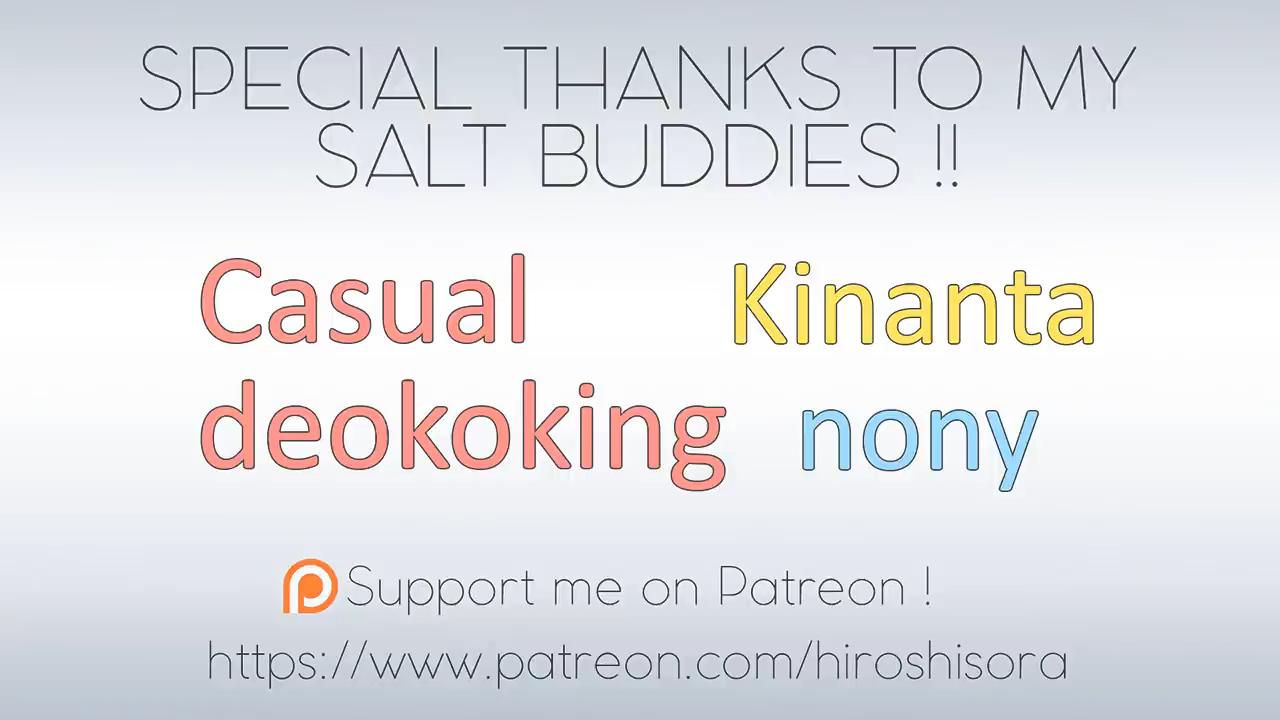 SPECIAL THANKS TO MY
SALT BUDDIES !!
Casual Kinanta
deokoking nony
Support me on Patreon !
https://www.patreon.com/hiroshisora